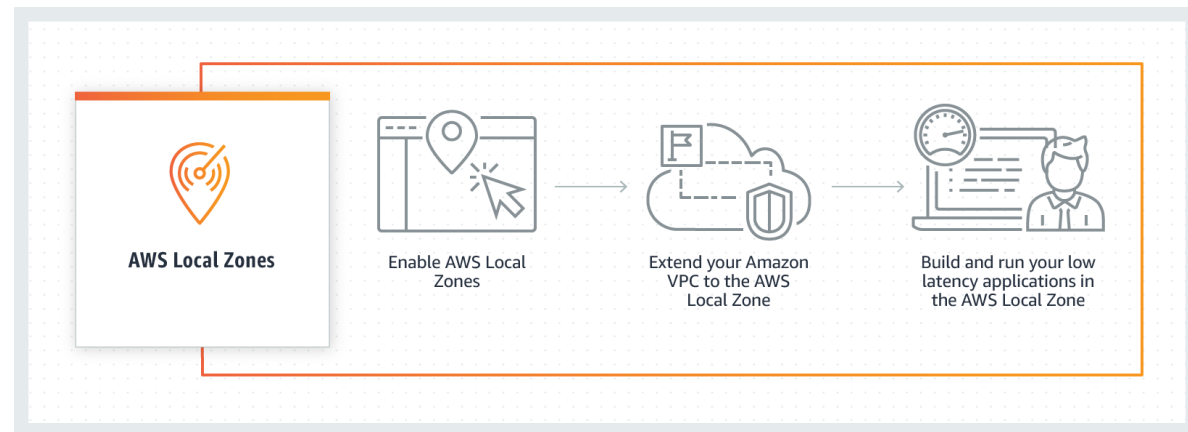 AWS Local Zones
Enable AWS Local
Zones
Extend your Amazon
VPC to the AWS
Local Zone
Build and run your low
latency applications in
the AWS Local Zone